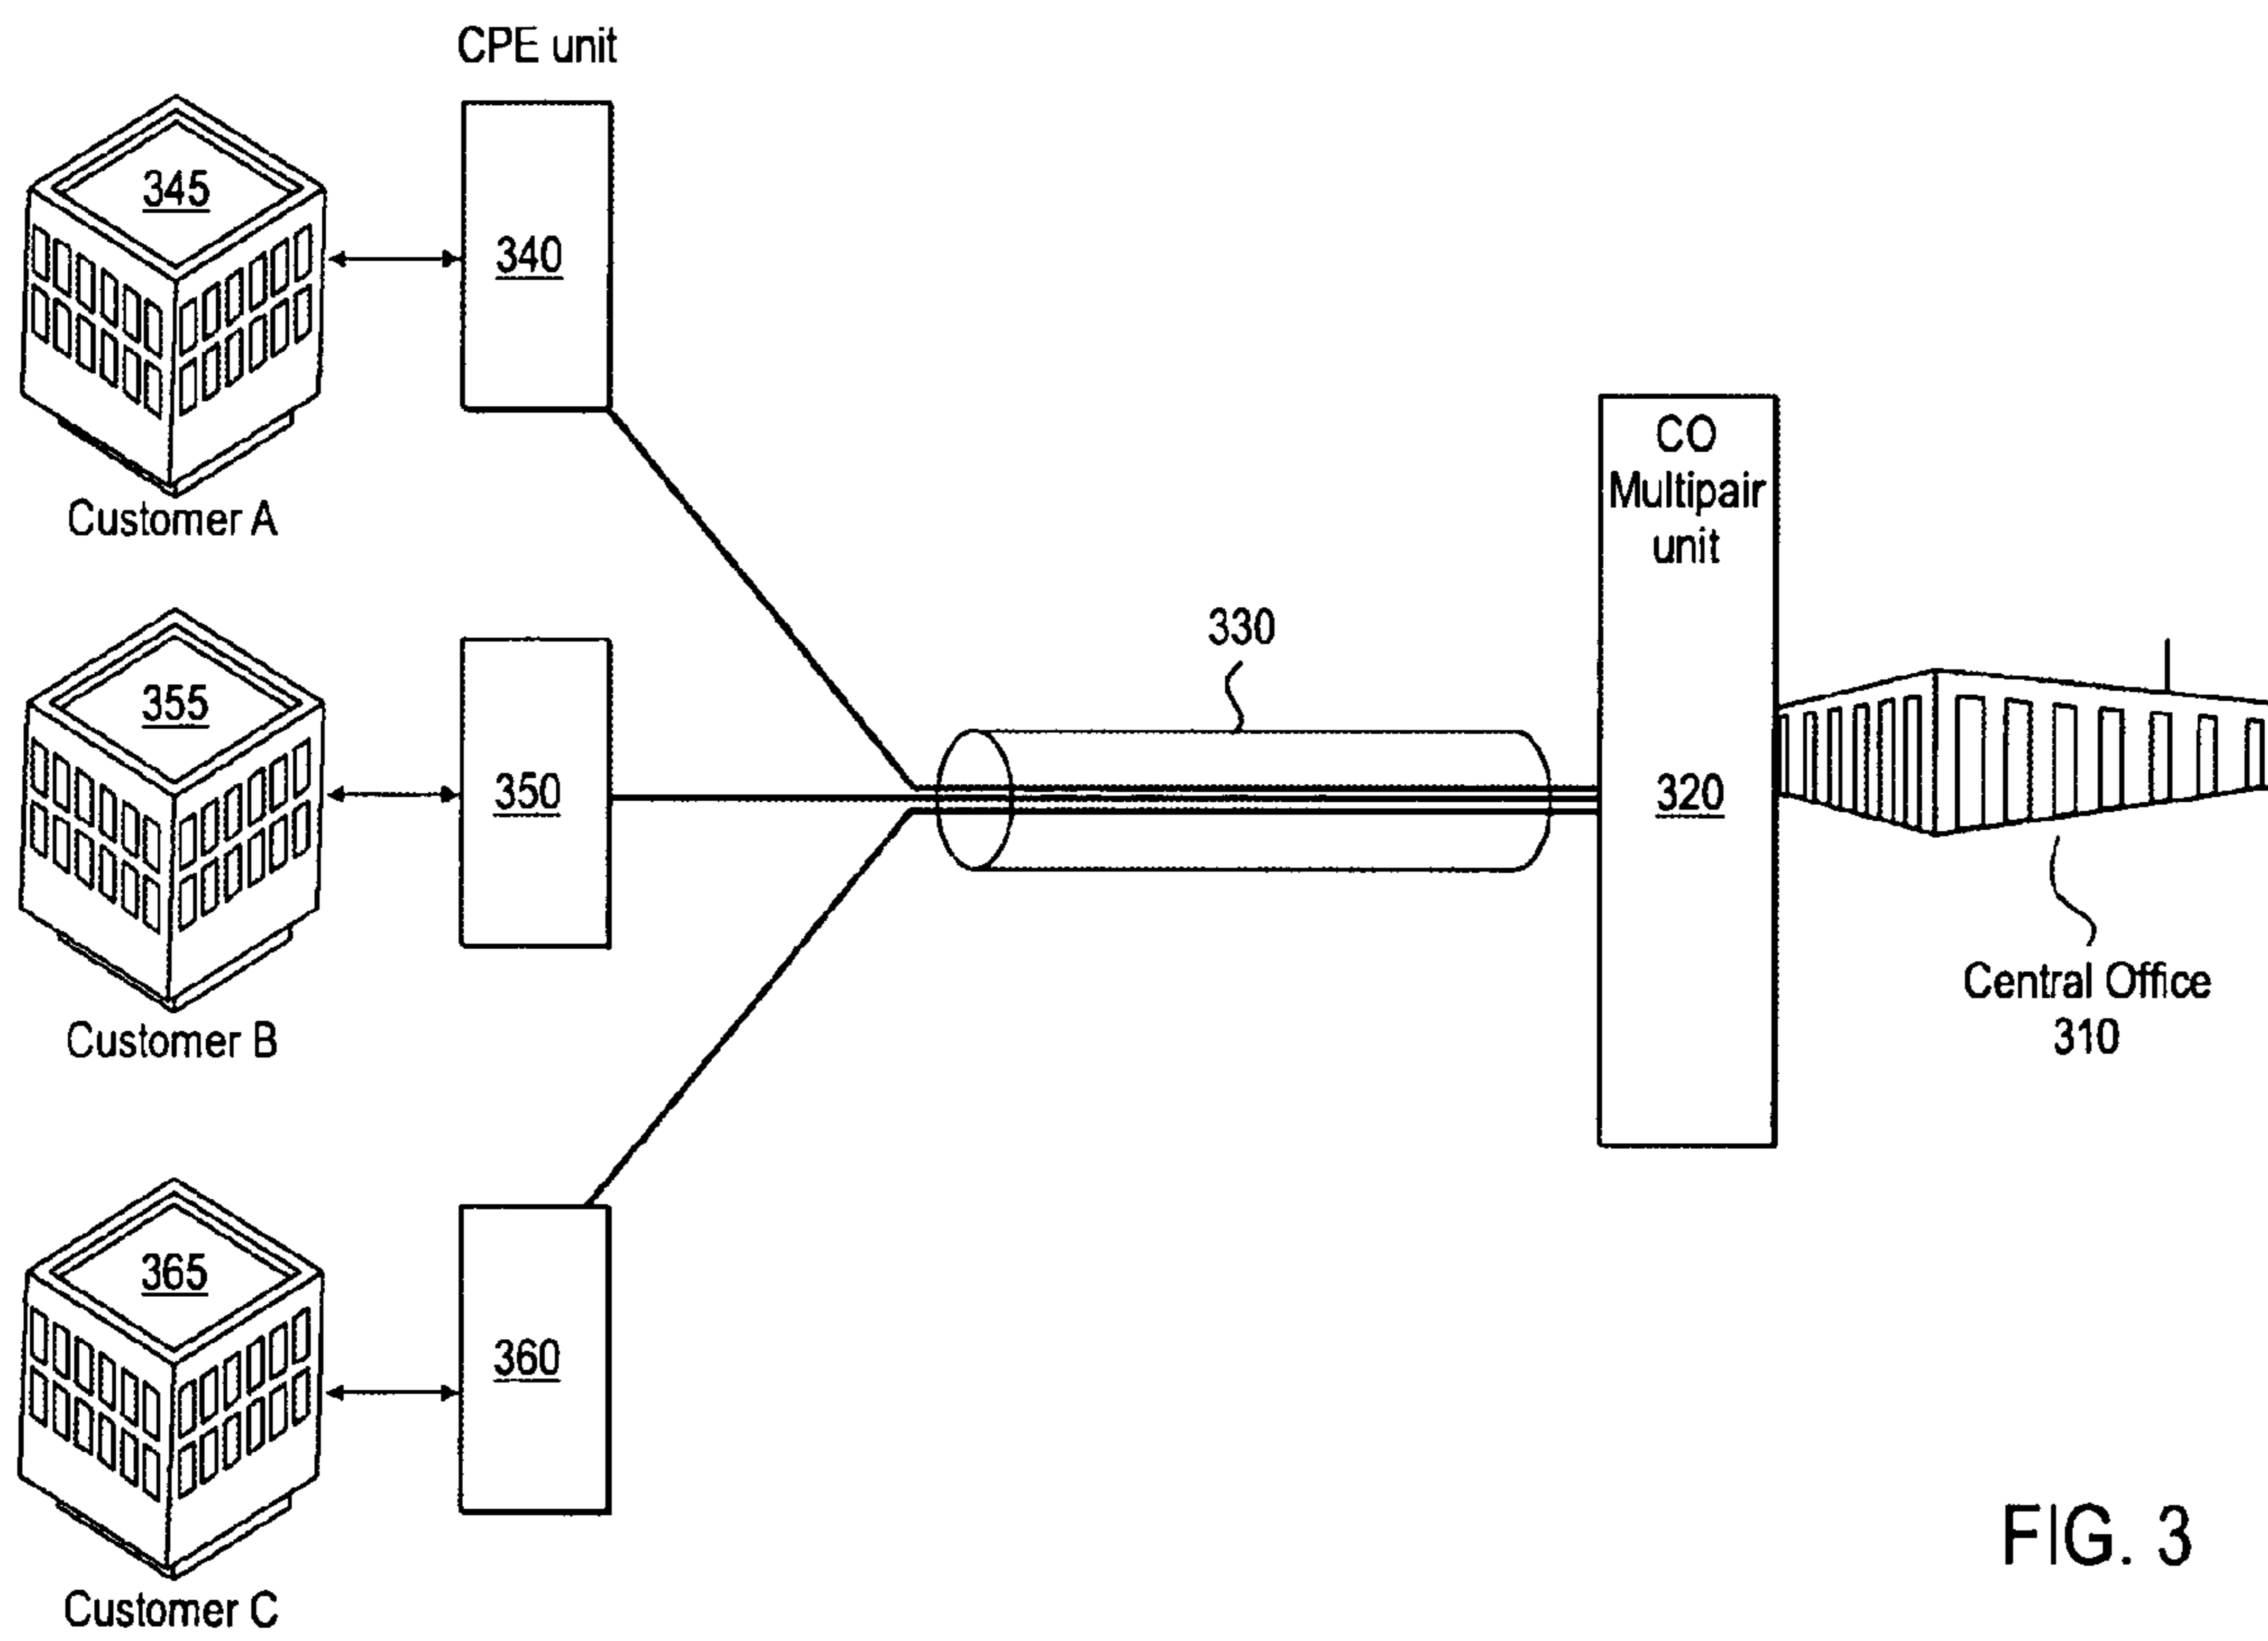 CPE unit
345
340
Customer A
CO
Multipair
unit
330
355
350
320
Customer B
Central Office
310
365
360
Customer C
FIG. 3